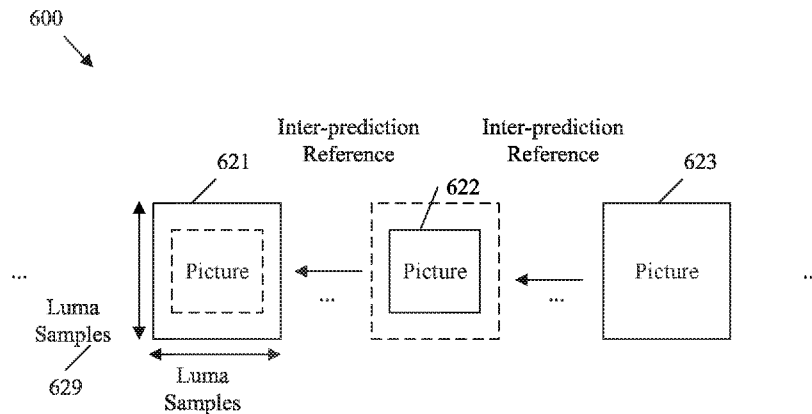 600
Inter-prediction
Reference
Inter-prediction
Reference
621
622
623
Picture
Picture
Picture
...
...
...
...
Luma
Samples
629
Luma
Samples